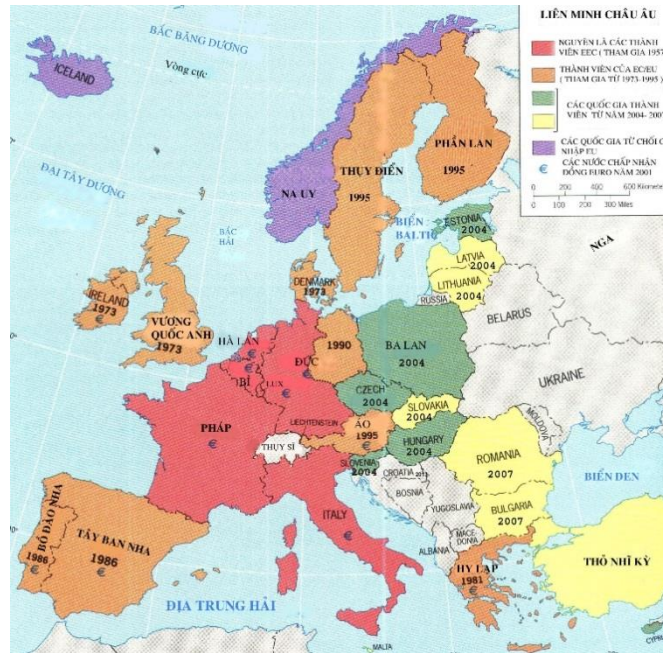 LIÊN MINH CHÂU ÂU
NGUYÊN LÀ CÁC THÀNH
VIÊN EEC ( THAM GIA 1957
THÀNH VIÊN CỦA EC/EU
( THAM GIA TỪ 1973-1995 )
CÁC QUỐC GIA THÀNH
VIÊN TỪ NĂM 2004- 200
CÁC QUỐC GIA TỪ CHỐI G
NHẬP EU
€ CÁC NƯỚC CHẤP NHẬN
ĐỒNG EURO NĂM 2001
0 200 400 600 Kilomete
0 100 200 300 Miles
BẮC BĂNG DƯƠNG
Vòng cực
ICELAND
ĐẠI TÂY DƯƠNG
NA UY
THỤY ĐIỂN
1995
PHẦN LAN
1995
BẮC
HẢI
BIỂN
BALTIC
ESTONIA
2004
LATVIA
2004
LITHUANIA
2004
RUSSIA
NGA
BELARUS
UKRAINE
MOLDOVA
IRELAND
1973
€
VƯƠNG
QUỐC ANH
1973
DENMARK
1973
HÀ LAN
€
BỈ
€
LUX
€
ĐỨC
€
1990
BA LAN
2004
CZECH
2004
SLOVAKIA
2004
LIECHTENSTEIN
ÁO
1995
€
HUNGARY
2004
PHÁP
€
THỤY SĨ
SLOVENIA
2004
CROATIA
BOSNIA
YUGOSLAVIA
ROMANIA
2007
BULGARIA
2007
BIỂN ĐEN
ITALY
€
MACE-
DONIA
ALBANIA
HY LẠP
1981
€
THỔ NHĨ KỲ
BỒ ĐÀO NHA
1986
€
TÂY BAN NHA
1986
€
ĐỊA TRUNG HẢI
MALTA
CYPR